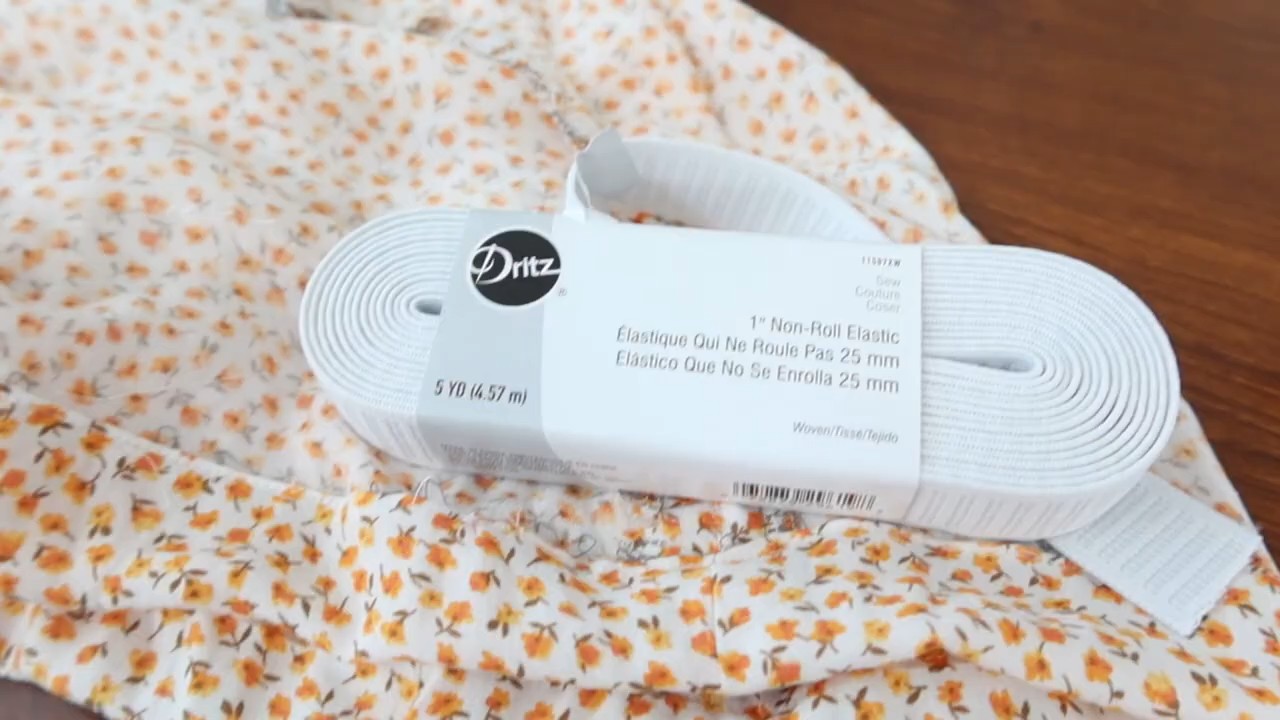 Dritz
®
11597XW
Sew
Couture
Coser
1" Non-Roll Elastic
Élastique Qui Ne Roule Pas 25 mm
Elástico Que No Se Enrolla 25 mm
5 YD (4.57 m)
Woven/Tissé/Tejido